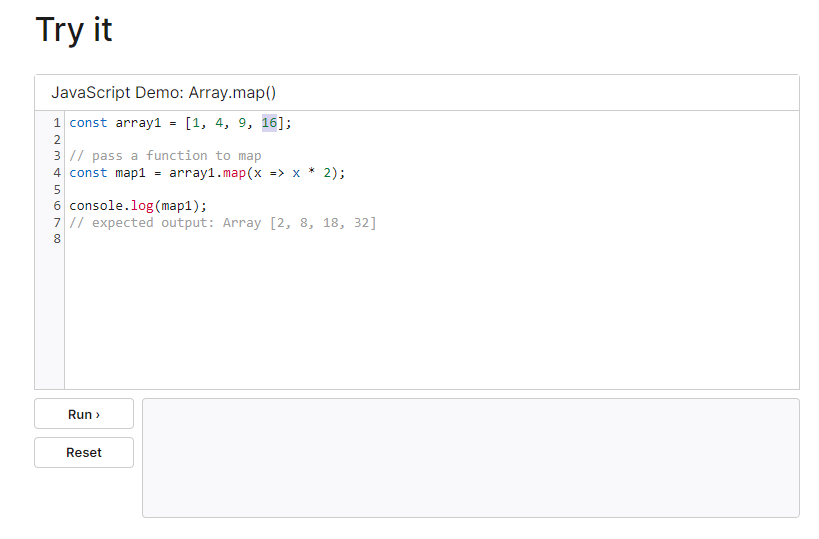 Try it
JavaScript Demo: Array.map()
1 const array1 = [1, 4, 9, 16];
2
3 // pass a function to map
4 const map1 = array1.map(x => x * 2);
5
6 console.log(map1);
7 // expected output: Array [2, 8, 18, 32]
8
Run ›
Reset